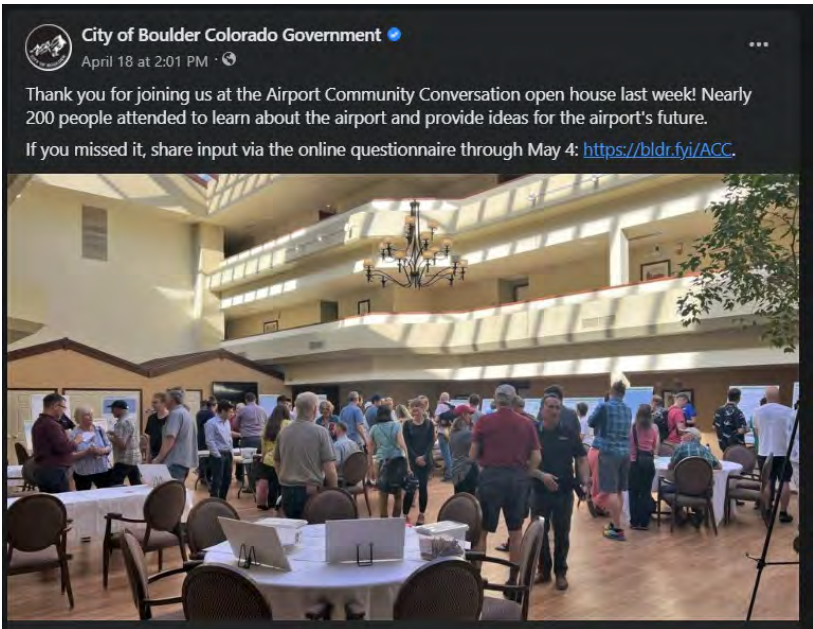 City of Boulder Colorado Government
April 18 at 2:01 PM ·
Thank you for joining us at the Airport Community Conversation open house last week! Nearly
200 people attended to learn about the airport and provide ideas for the airport's future.
If you missed it, share input via the online questionnaire through May 4: https://bldr.fyi/ACC.